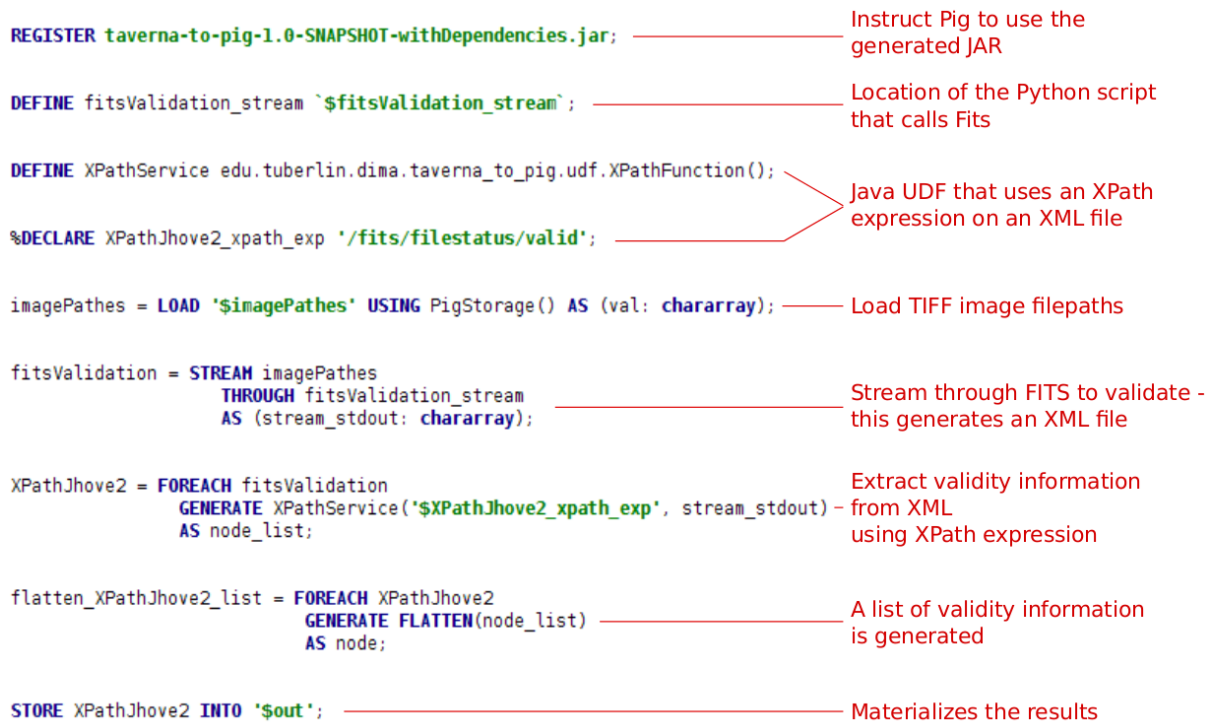 REGISTER taverna-to-pig-1.0-SNAPSHOT-withDependencies.jar;
Instruct Pig to use the
generated JAR
DEFINE fitsValidation_stream `$fitsValidation_stream`;
Location of the Python script
that calls Fits
DEFINE XPathService edu.tuberlin.dima.taverna_to_pig.udf.XPathFunction();
%DECLARE XPathJhove2_xpath_exp '/fits/filestatus/valid';
Java UDF that uses an XPath
expression on an XML file
imagePathes = LOAD '$imagePathes' USING PigStorage() AS (val: chararray);
Load TIFF image filepaths
fitsValidation = STREAM imagePathes
THROUGH fitsValidation_stream
AS (stream_stdout: chararray);
Stream through FITS to validate -
this generates an XML file
XPathJhove2 = FOREACH fitsValidation
GENERATE XPathService('$XPathJhove2_xpath_exp', stream_stdout)
AS node_list;
Extract validity information
from XML
using XPath expression
flatten_XPathJhove2_list = FOREACH XPathJhove2
GENERATE FLATTEN(node_list)
AS node;
A list of validity information
is generated
STORE XPathJhove2 INTO '$out';
Materializes the results